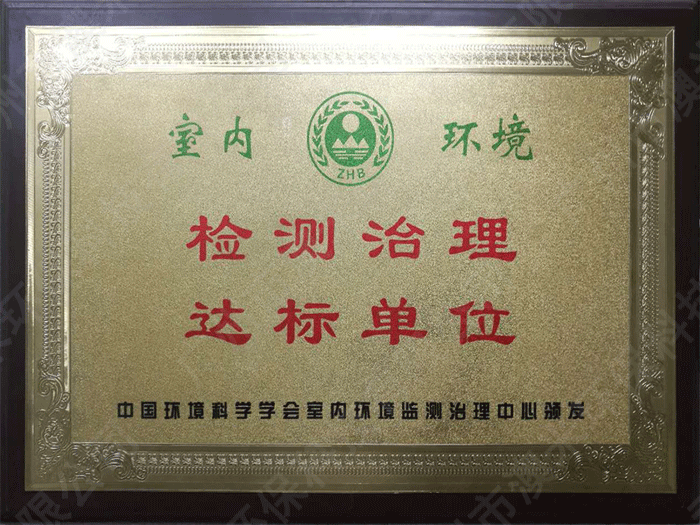 室内 环境
ZHB
检测治理
达标单位
中国环境科学学会室内环境监测治理中心颁发